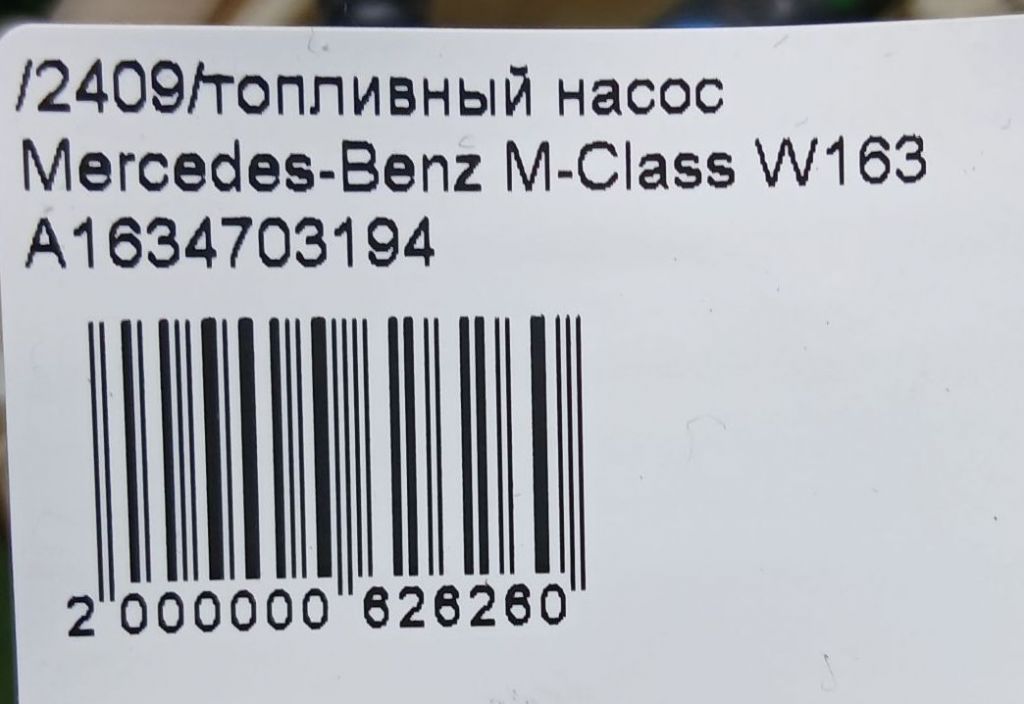 /2409/топливный насос
Mercedes-Benz M-Class W163
A1634703194
2 000000 626260